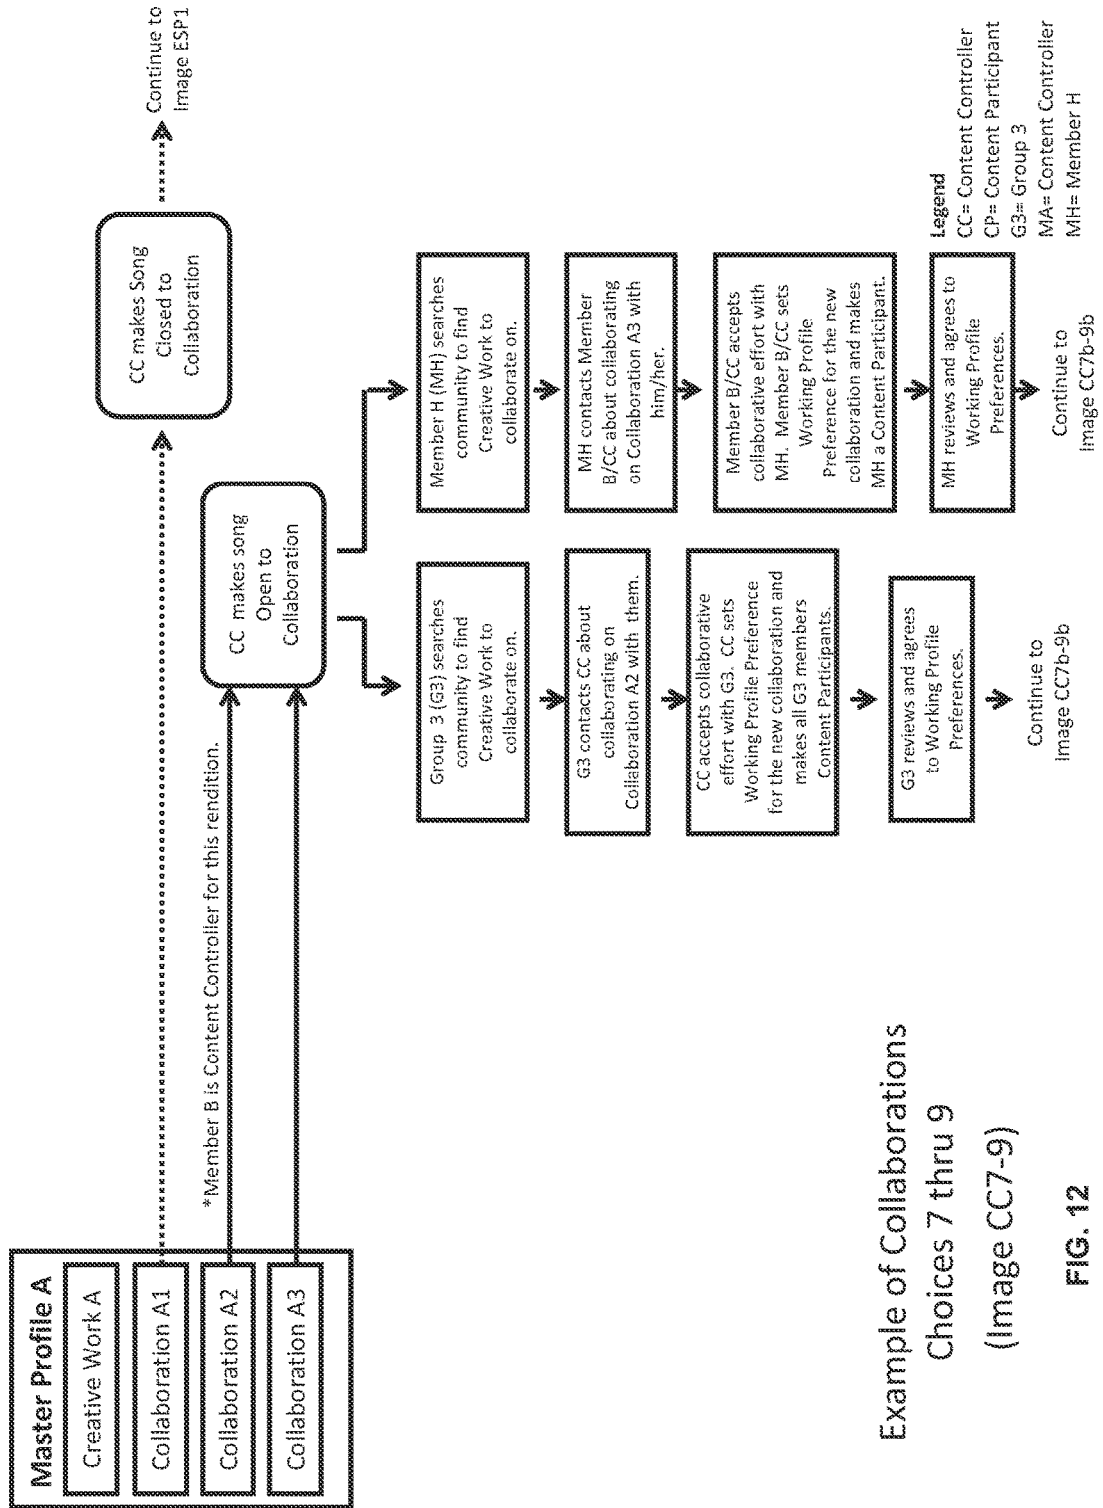 Master Profile A
Creative Work A
Collaboration A1
Collaboration A2
Collaboration A3
*Member B is Content Controller for this rendition.
CC makes Song
Closed to
Collaboration
Continue to
Image ESP1
CC makes song
Open to
Collaboration
Group 3 (G3) searches
community to find
Creative Work to
collaborate on.
G3 contacts CC about
collaborating on
Collaboration A2 with them.
CC accepts collaborative
effort with G3. CC sets
Working Profile Preference
for the new collaboration and
makes all G3 members
Content Participants.
G3 reviews and agrees
to Working Profile
Preferences.
Continue to
Image CC7b-9b
Member H (MH) searches
community to find
Creative Work to
collaborate on.
MH contacts Member
B/CC about collaborating
on Collaboration A3 with
him/her.
Member B/CC accepts
collaborative effort with
MH. Member B/CC sets
Working Profile
Preference for the new
collaboration and makes
MH a Content Participant.
MH reviews and agrees to
Working Profile
Preferences.
Continue to
Image CC7b-9b
Legend
CC= Content Controller
CP= Content Participant
G3= Group 3
MA= Content Controller
MH= Member H
Example of Collaborations
Choices 7 thru 9
(Image CC7-9)
FIG. 12